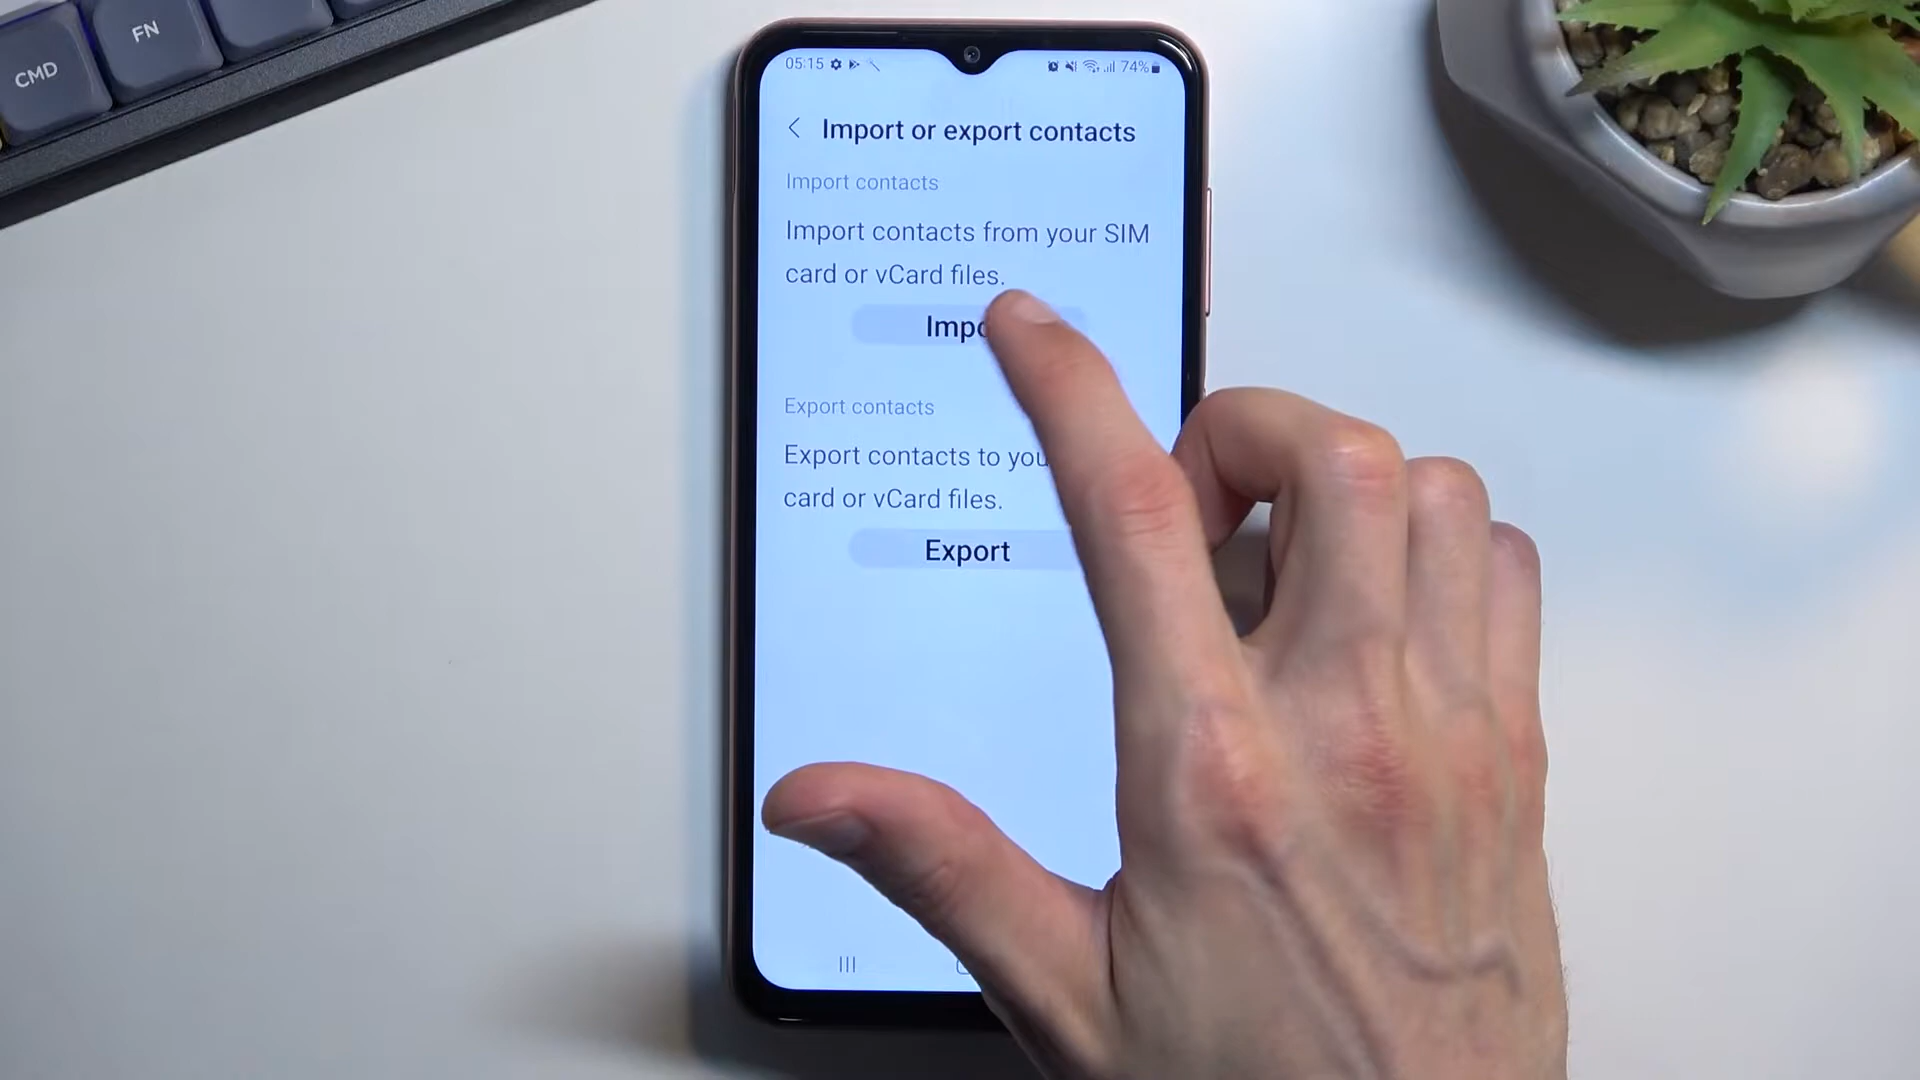 CMD
FN
05:15 74%
Import or export contacts
Import contacts
Import contacts from your SIM
card or vCard files.
Export contacts
Export contacts to
card or vCard files.
Export